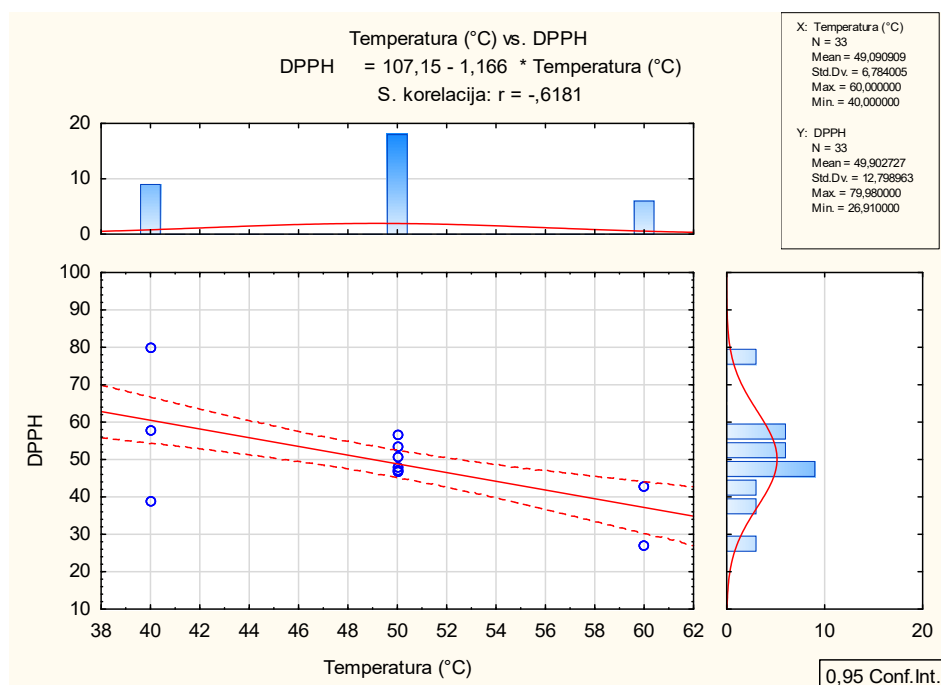 Temperatura (°C) vs. DPPH
DPPH = 107,15 - 1,166 * Temperatura (°C)
S. korelacija: r = -,6181
X: Temperatura (°C)
N = 33
Mean = 49,090909
Std.Dv. = 6,784005
Max. = 60,000000
Min. = 40,000000
Y: DPPH
N = 33
Mean = 49,902727
Std.Dv. = 12,798963
Max. = 79,980000
Min. = 26,910000
20
10
0
100
90
80
70
60
50
40
30
20
10
DPPH
38 40 42 44 46 48 50 52 54 56 58 60 62
Temperatura (°C)
0 10 20
0,95 Conf.Int.